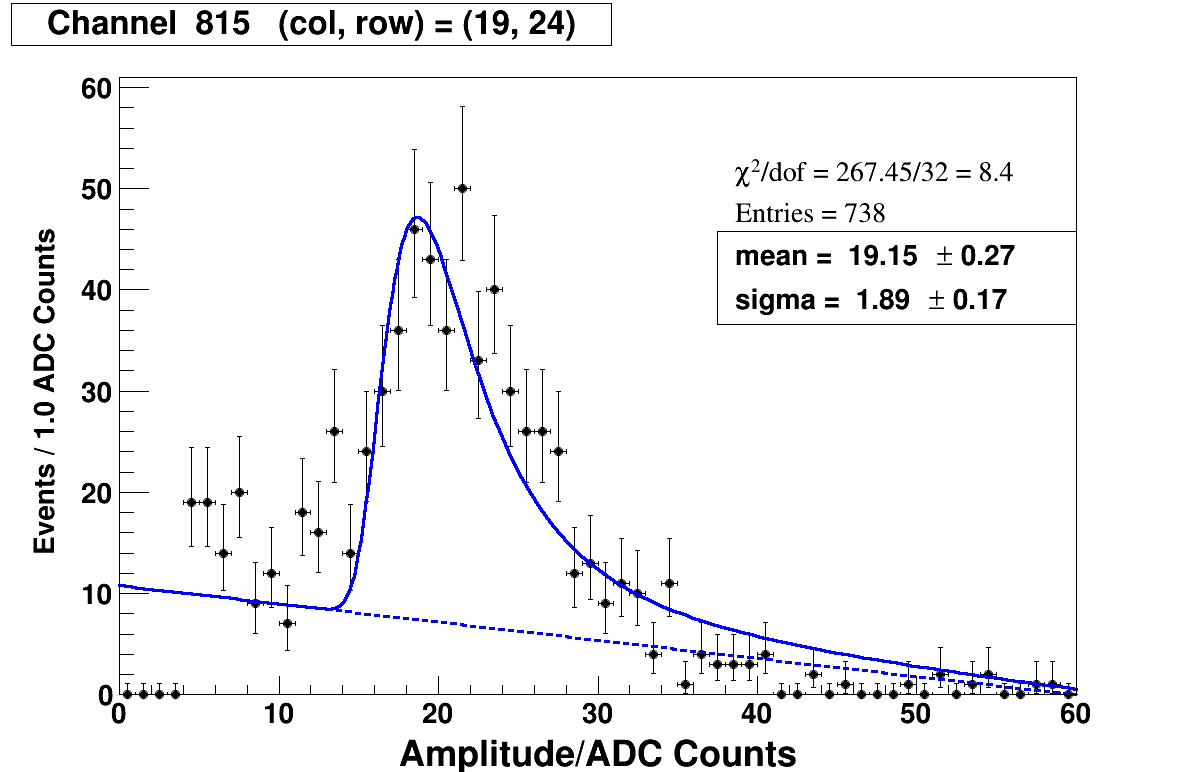 Channel 815 (col, row) = (19, 24)
60
50
40
30
20
10
0
Events / 1.0 ADC Counts
χ²/dof = 267.45/32 = 8.4
Entries = 738
mean = 19.15 ± 0.27
sigma = 1.89 ± 0.17
0 10 20 30 40 50 60
Amplitude/ADC Counts